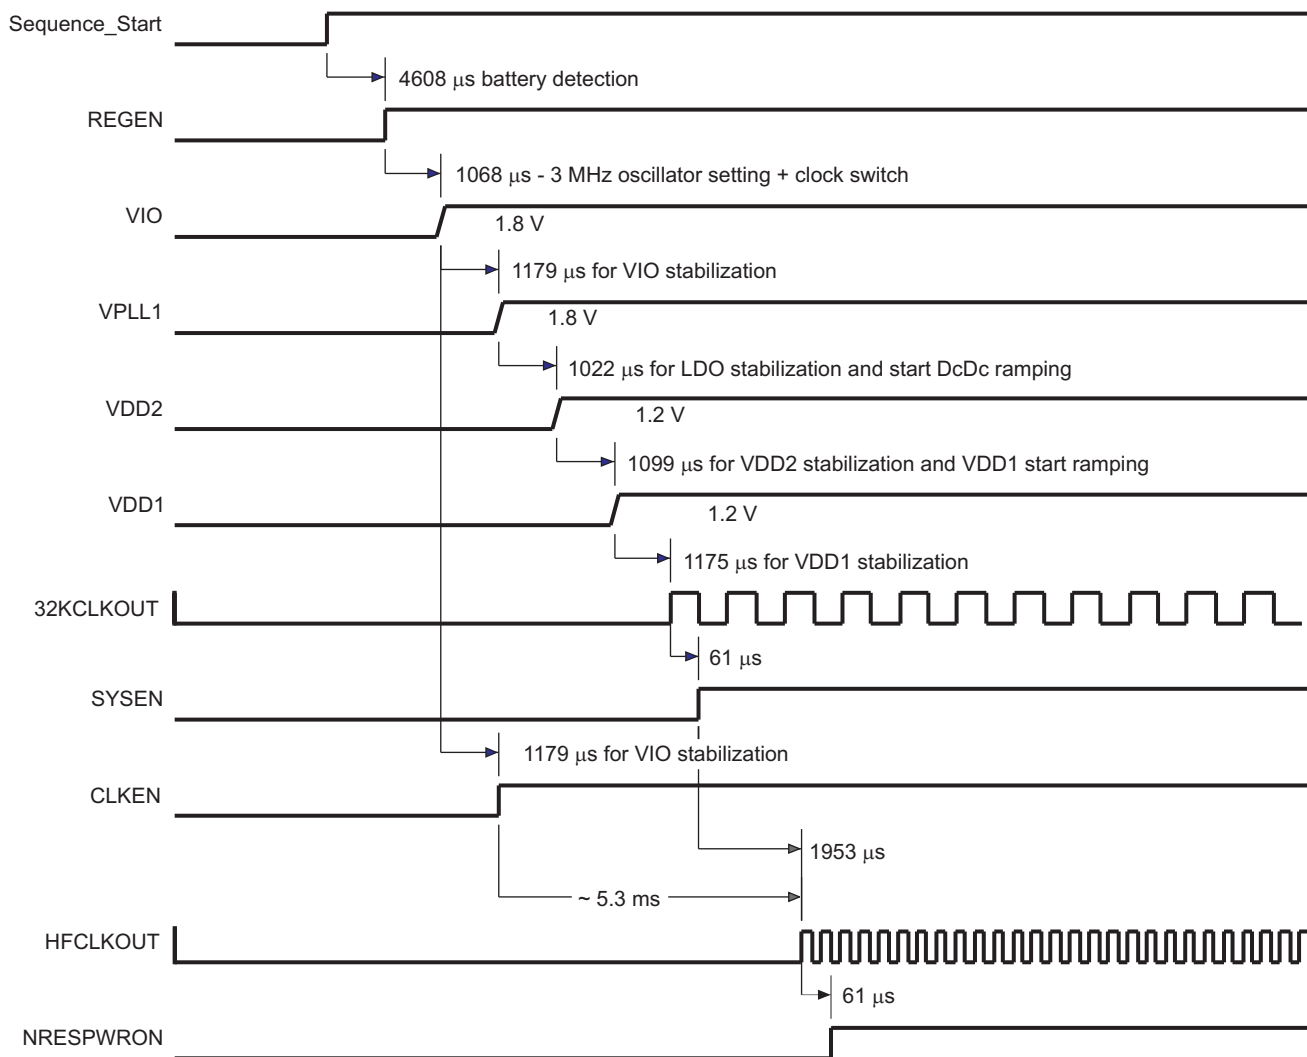 Sequence_Start
4608 μs battery detection
REGEN
1068 μs - 3 MHz oscillator setting + clock switch
VIO
1.8 V
1179 μs for VIO stabilization
VPLL1
1.8 V
1022 μs for LDO stabilization and start DcDc ramping
VDD2
1.2 V
1099 μs for VDD2 stabilization and VDD1 start ramping
VDD1
1.2 V
1175 μs for VDD1 stabilization
32KCLKOUT
61 μs
SYSEN
1179 μs for VIO stabilization
CLKEN
1953 μs
~ 5.3 ms
HFCLKOUT
61 μs
NRESPWRON